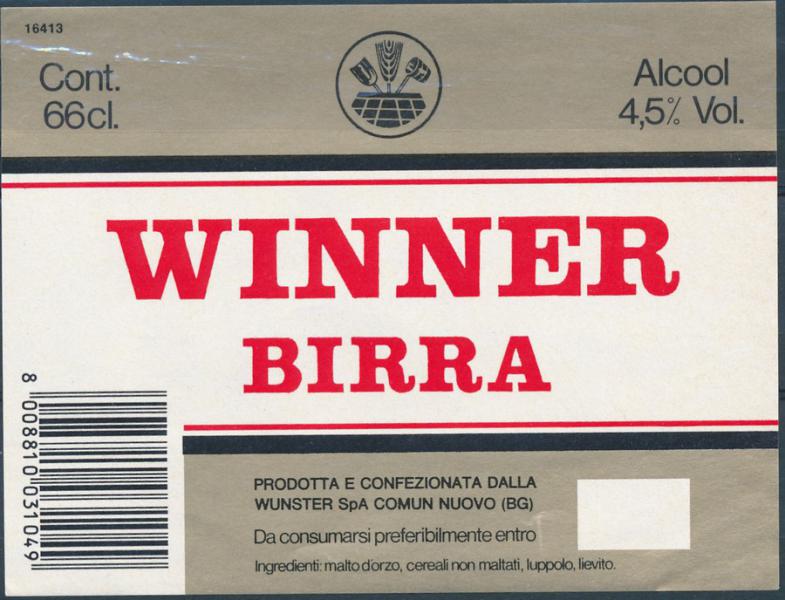 16413
Cont.
66cl.
Alcool
4,5% Vol.
WINNER
BIRRA
8 008810 031049
PRODOTTA E CONFEZIONATA DALLA
WUNSTER SpA COMUN NUOVO (BG)
Da consumarsi preferibilmente entro
Ingredienti: malto d'orzo, cereali non maltati, luppolo, lievito.